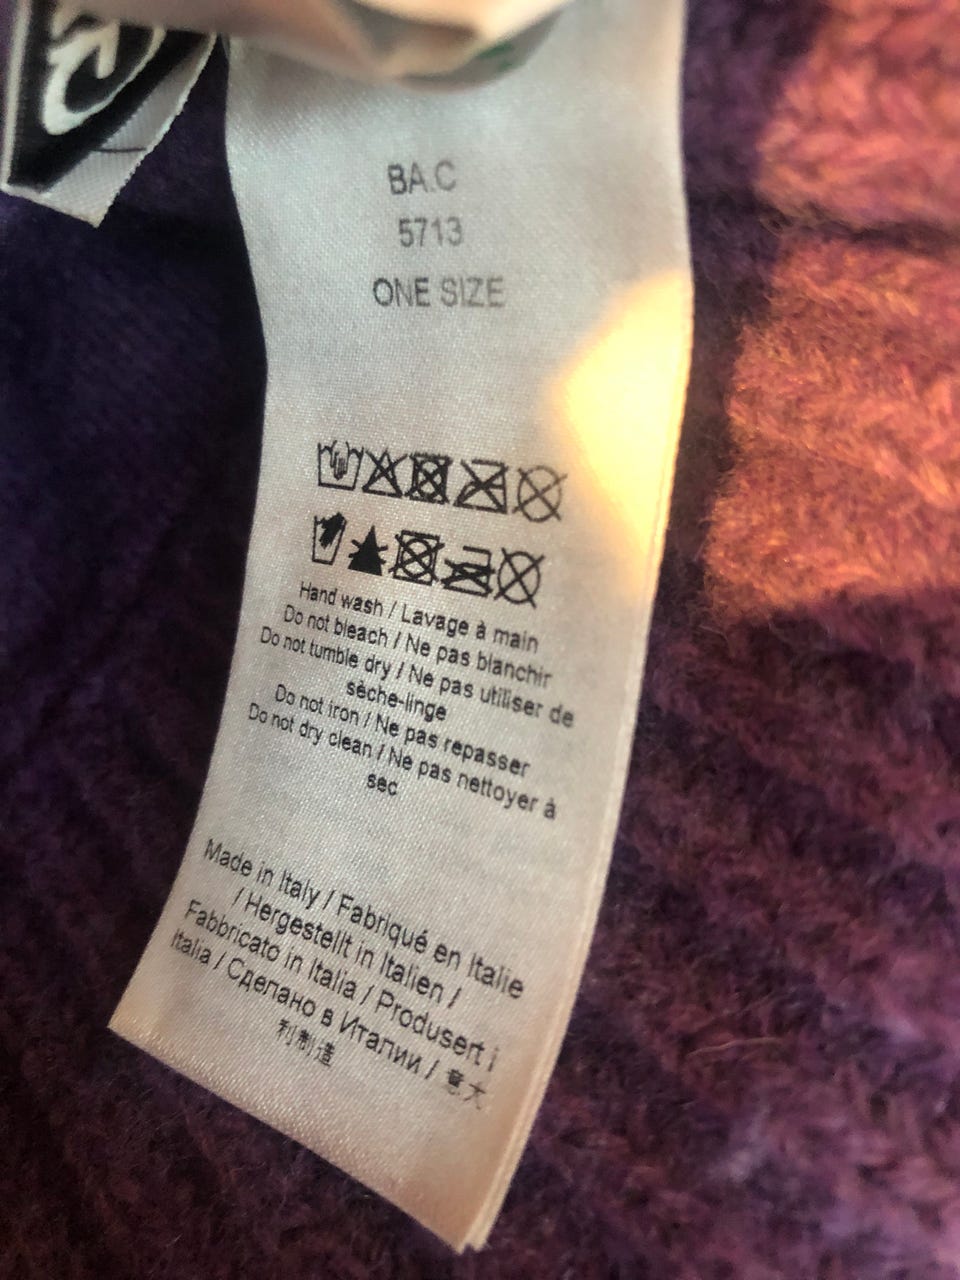 BA.C
5713
ONE SIZE
Hand wash / Lavage à main
Do not bleach / Ne pas blanchir
Do not tumble dry / Ne pas utiliser de
sèche-linge
Do not iron / Ne pas repasser
Do not dry clean / Ne pas nettoyer à
sec
Made in Italy / Fabriqué en Italie
/ Hergestellt in Italien /
Fabbricato in Italia / Produsert i
Italia / Сделано в Италии / 意大
利制造